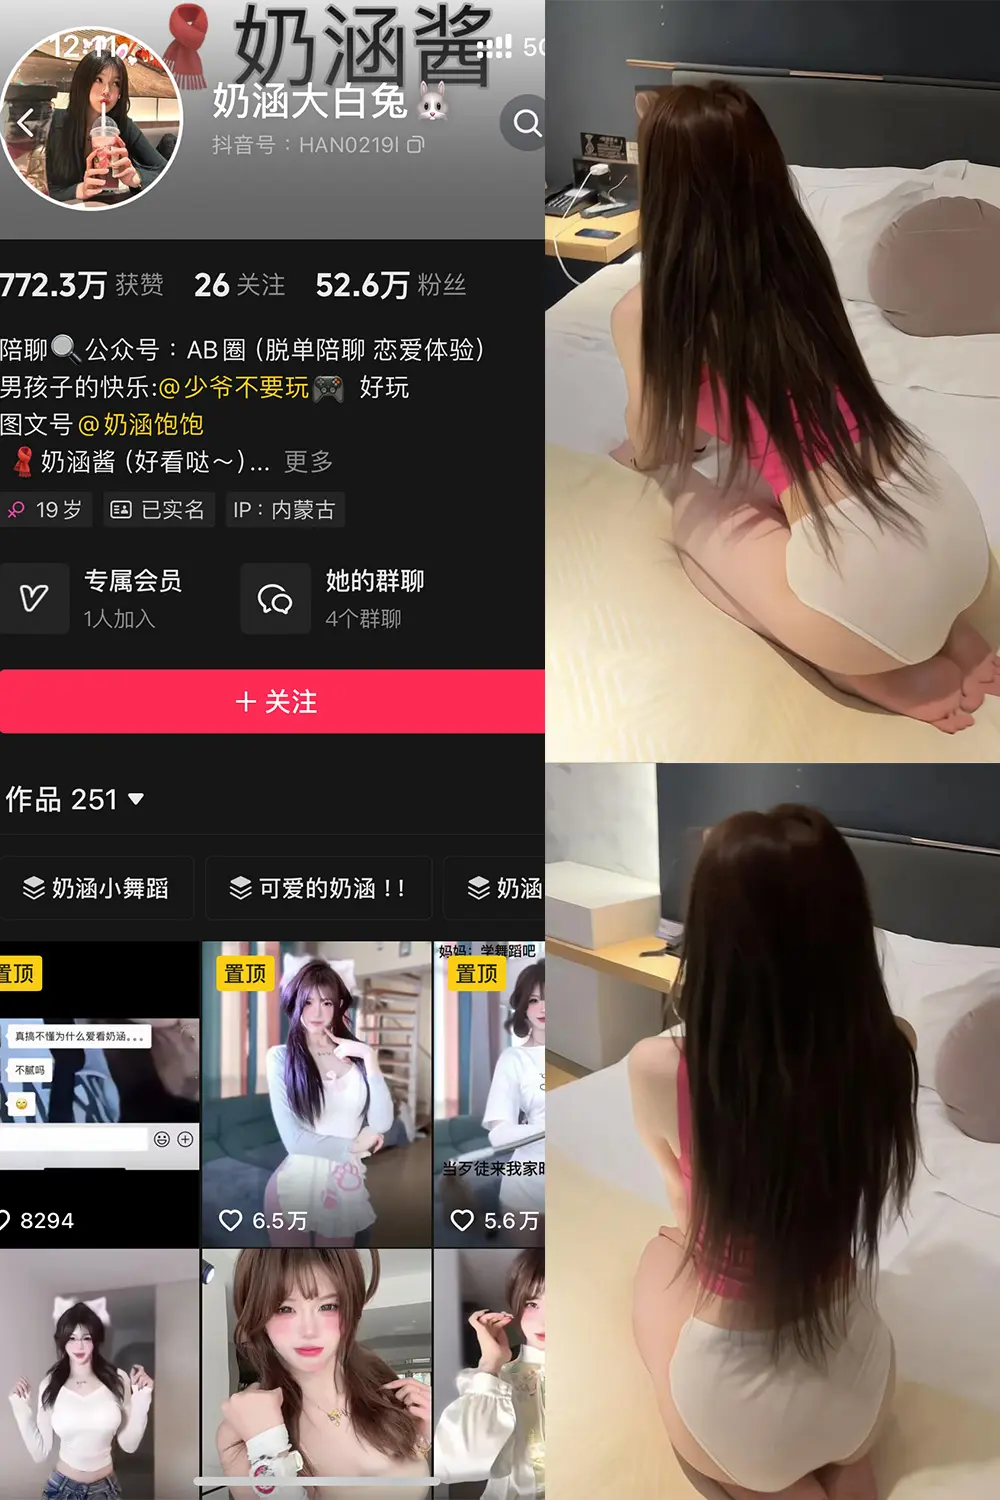 奶涵酱
12:11
5G
奶涵大白兔🐰
抖音号：HAN0219l
772.3万 获赞 26 关注 52.6万 粉丝
陪聊🔍公众号：AB圈（脱单陪聊 恋爱体验）
男孩子的快乐:@少爷不要玩🎮 好玩
图文号@奶涵饱饱
🧣奶涵酱（好看哒～）... 更多
19岁 已实名 IP：内蒙古
专属会员 她的群聊
1人加入 4个群聊
＋关注
作品 251
奶涵小舞蹈 可爱的奶涵！！ 奶涵
妈妈：学舞蹈吧
置顶 置顶 置顶
真搞不懂为什么爱看奶涵。。。
不腻吗
当歹徒来我家时
8294 6.5万 5.6万